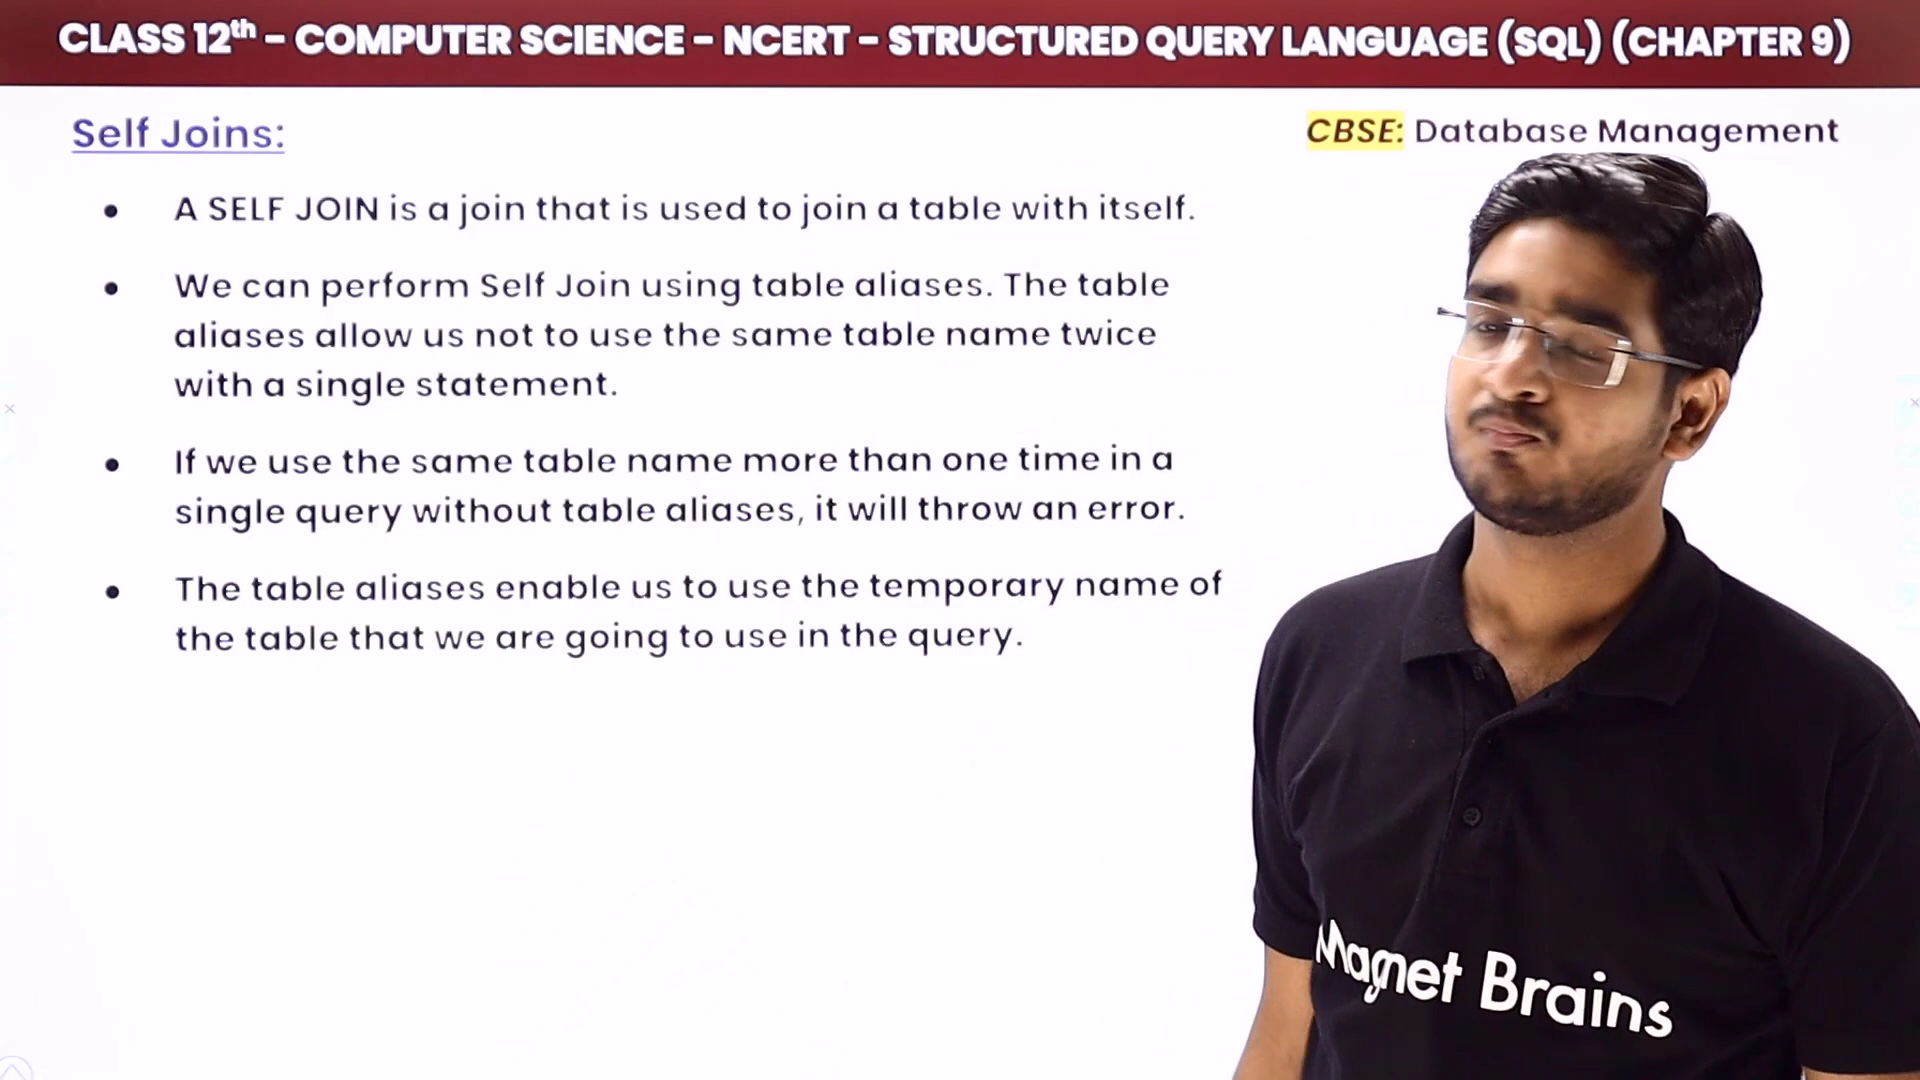 CLASS 12th – COMPUTER SCIENCE – NCERT – STRUCTURED QUERY LANGUAGE (SQL) (CHAPTER 9)
Self Joins:
CBSE: Database Management
• A SELF JOIN is a join that is used to join a table with itself.
• We can perform Self Join using table aliases. The table
aliases allow us not to use the same table name twice
with a single statement.
• If we use the same table name more than one time in a
single query without table aliases, it will throw an error.
• The table aliases enable us to use the temporary name of
the table that we are going to use in the query.
Magnet Brains